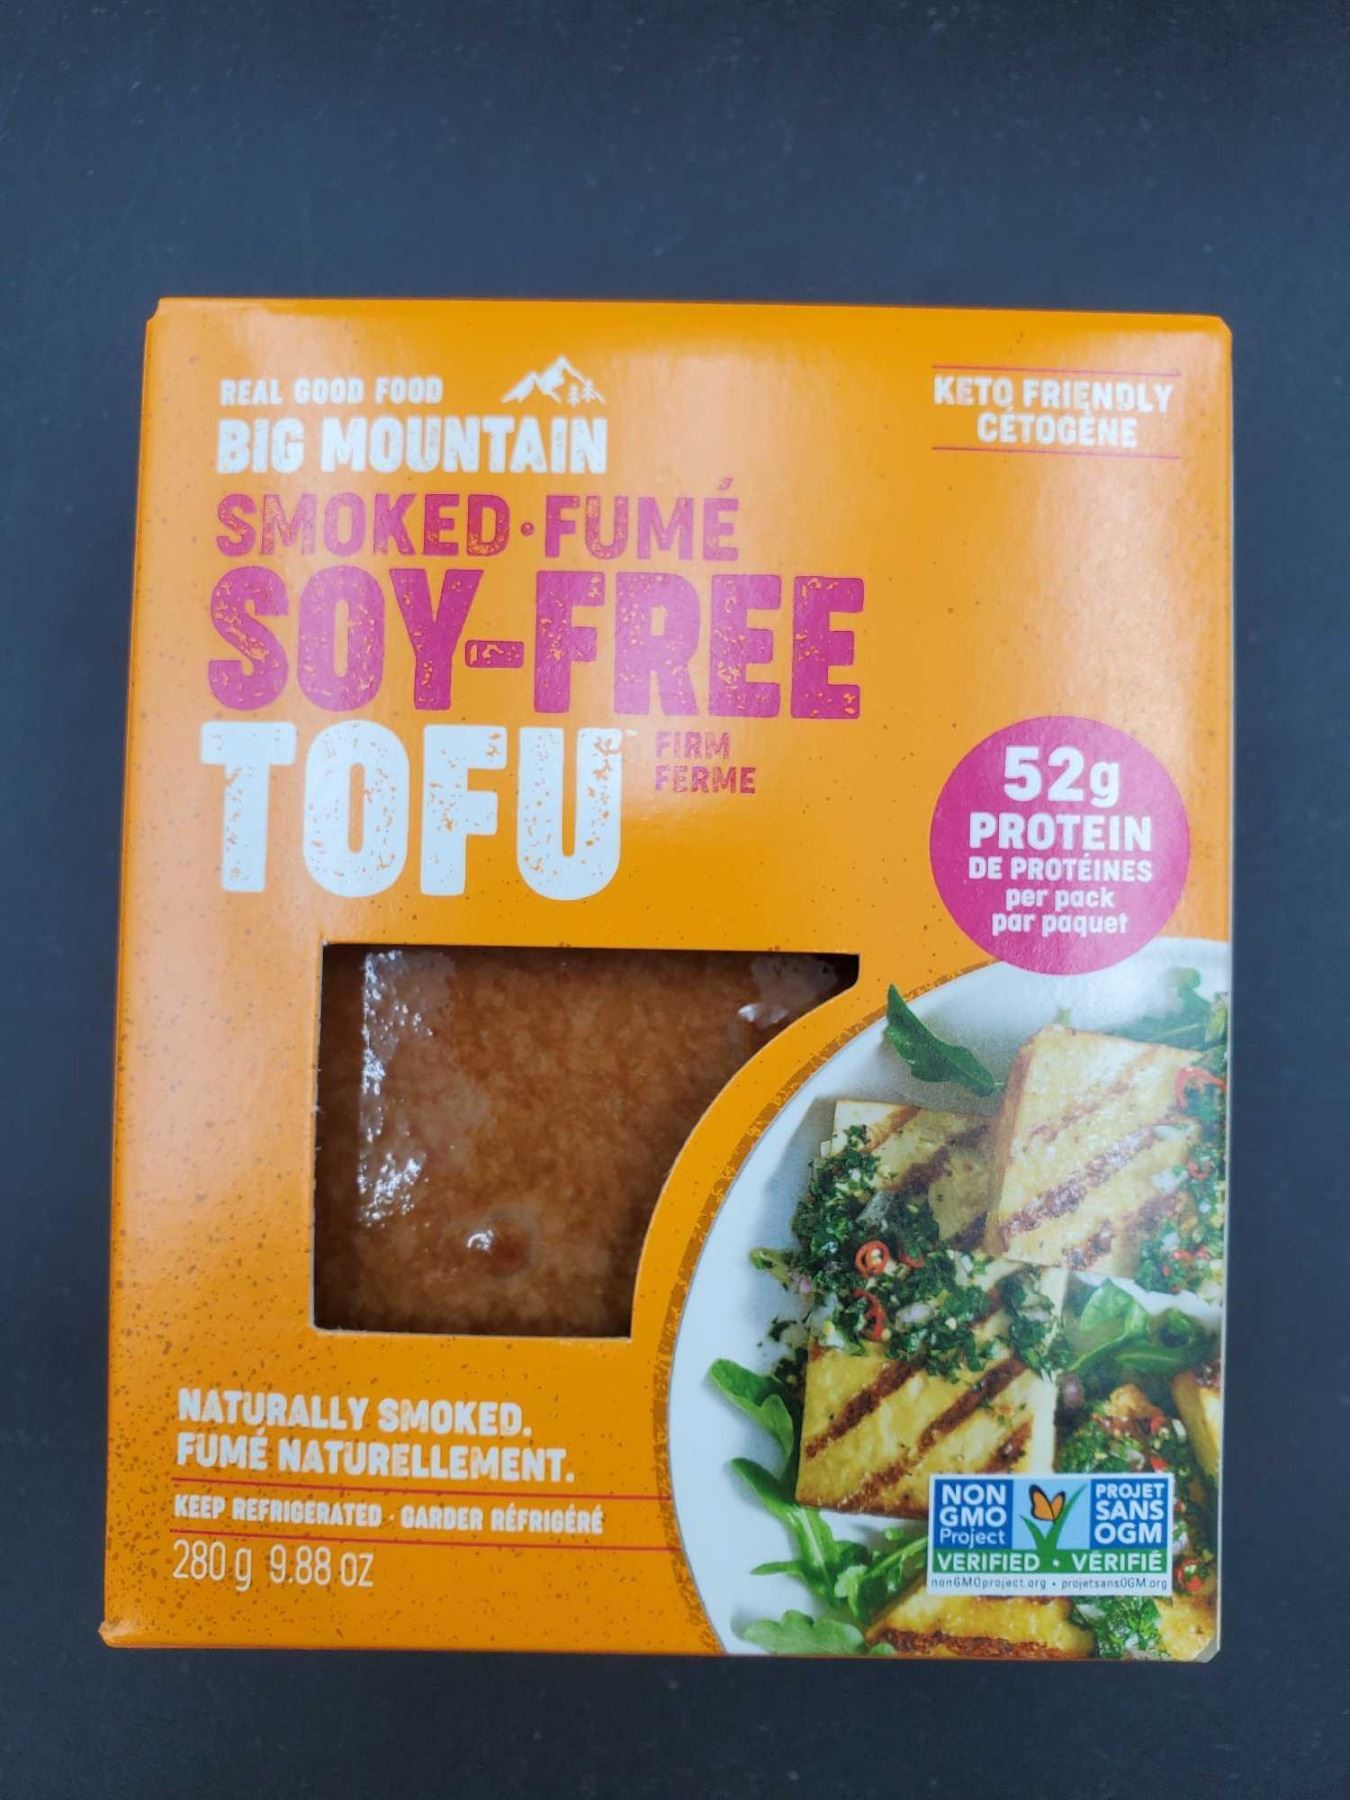 REAL GOOD FOOD
BIG MOUNTAIN
KETO FRIENDLY
CÉTOGÈNE
SMOKED·FUMÉ
SOY-FREE
TOFU
FIRM
FERME
52g
PROTEIN
DE PROTÉINES
per pack
par paquet
NATURALLY SMOKED.
FUMÉ NATURELLEMENT.
KEEP REFRIGERATED · GARDER RÉFRIGÉRÉ
280 g 9.88 oz
NON
GMO
Project
PROJET
SANS
OGM
VERIFIED · VÉRIFIÉ
nonGMOproject.org · projetsansOGM.org